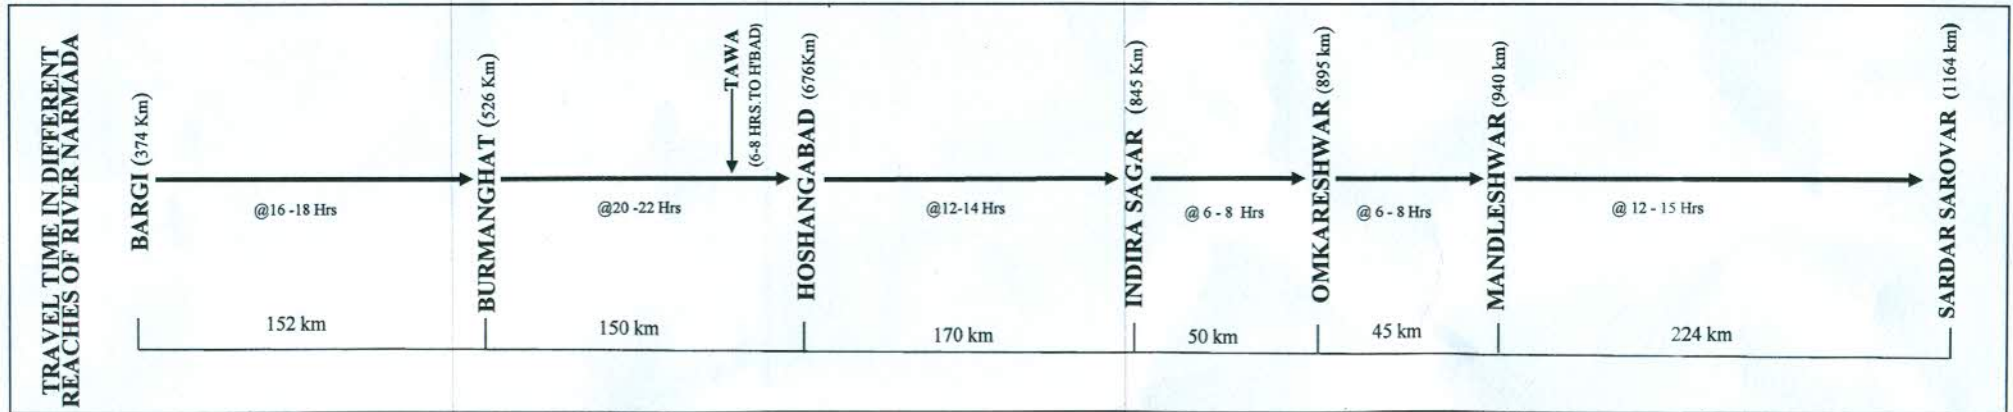 TRAVEL TIME IN DIFFERENT
REACHES OF RIVER NARMADA
BARGI (374 Km)
BURMANGHAT (526 Km)
TAWA
(6-8 HRS.TO H'BAD)
HOSHANGABAD (676Km)
INDIRA SAGAR (845 Km)
OMKARESHWAR (895 km)
MANDLESHWAR (940 km)
SARDAR SAROVAR (1164 km)
@16 -18 Hrs
@20 -22 Hrs
@12-14 Hrs
@ 6 - 8 Hrs
@ 6 - 8 Hrs
@ 12 - 15 Hrs
152 km
150 km
170 km
50 km
45 km
224 km